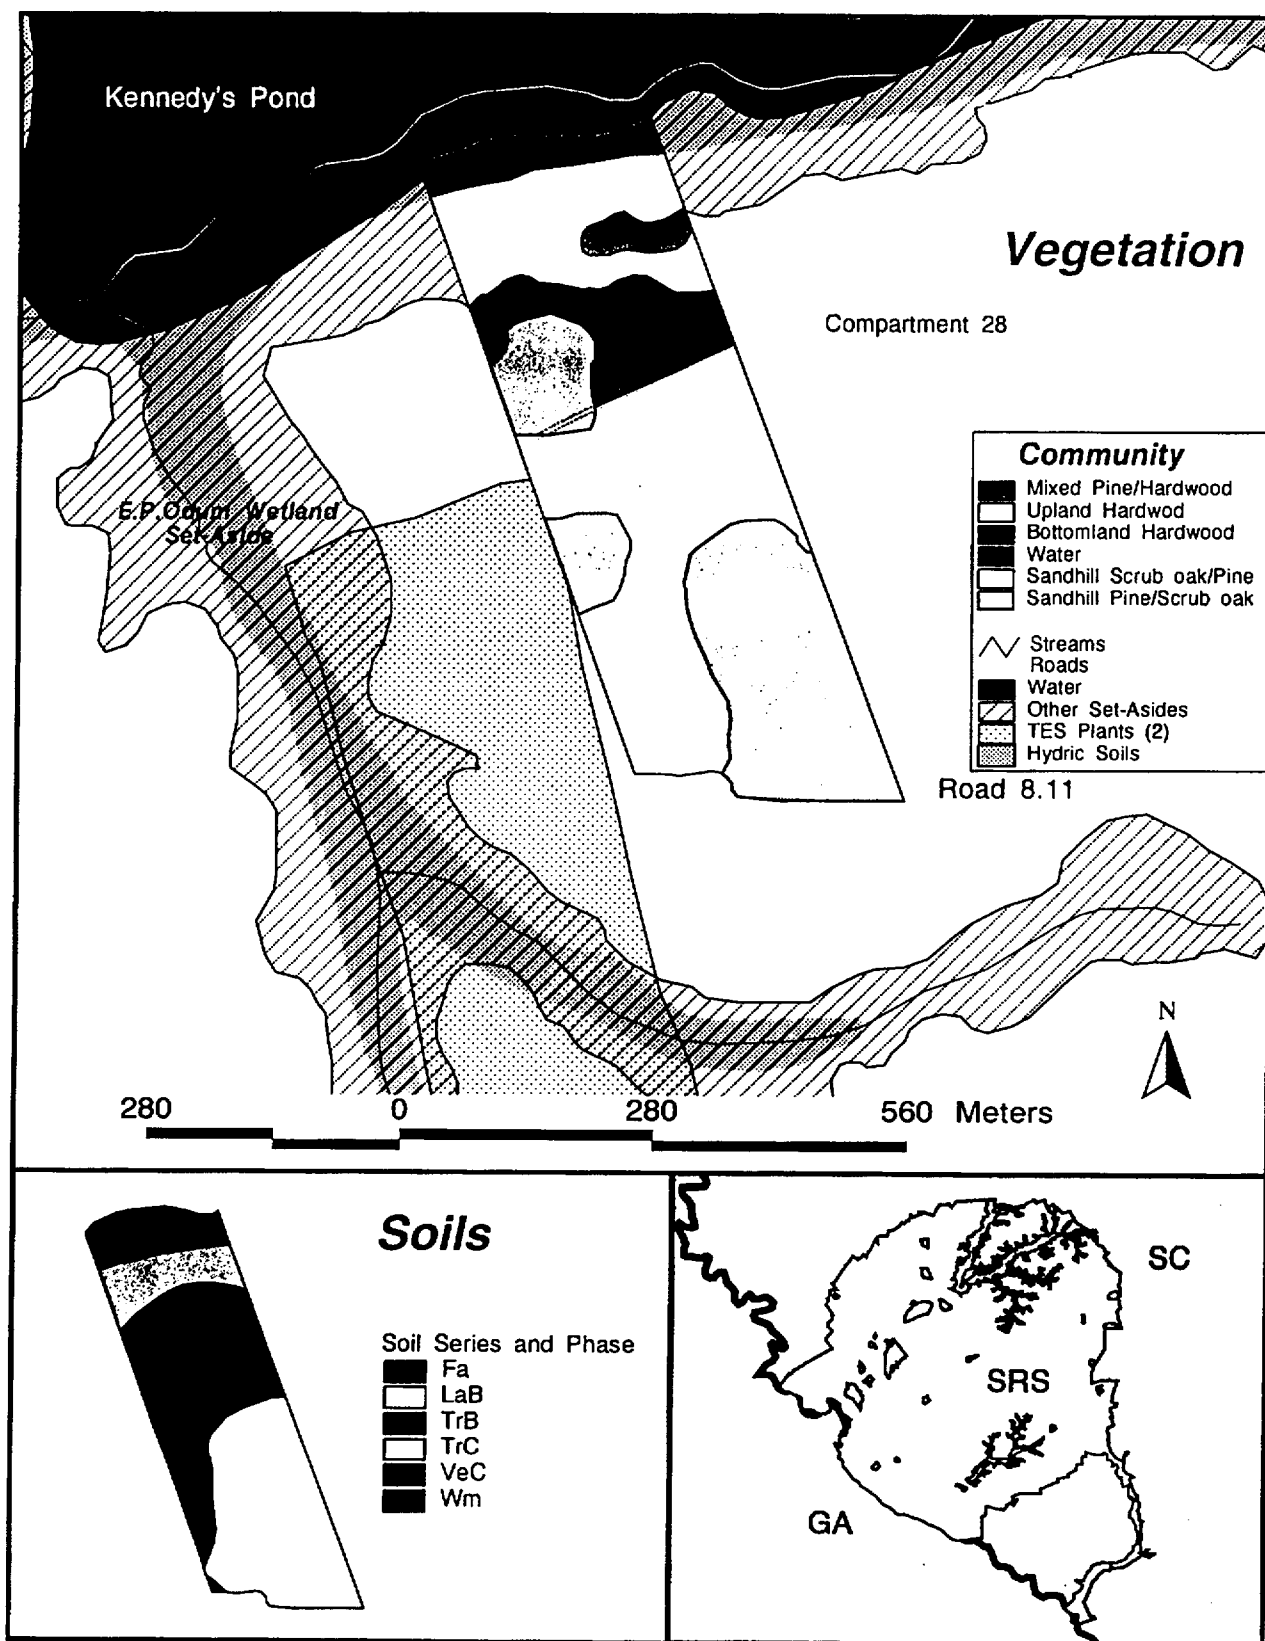 Kennedy's Pond
Vegetation
Compartment 28
Community
Mixed Pine/Hardwood
Upland Hardwod
Bottomland Hardwood
Water
Sandhill Scrub oak/Pine
Sandhill Pine/Scrub oak
Streams
Roads
Water
Other Set-Asides
TES Plants (2)
Hydric Soils
E.P.Odum Wetland
Set-Aside
Road 8.11
N
280 0 280 560 Meters
Soils
Soil Series and Phase
Fa
LaB
TrB
TrC
VeC
Wm
SC
SRS
GA